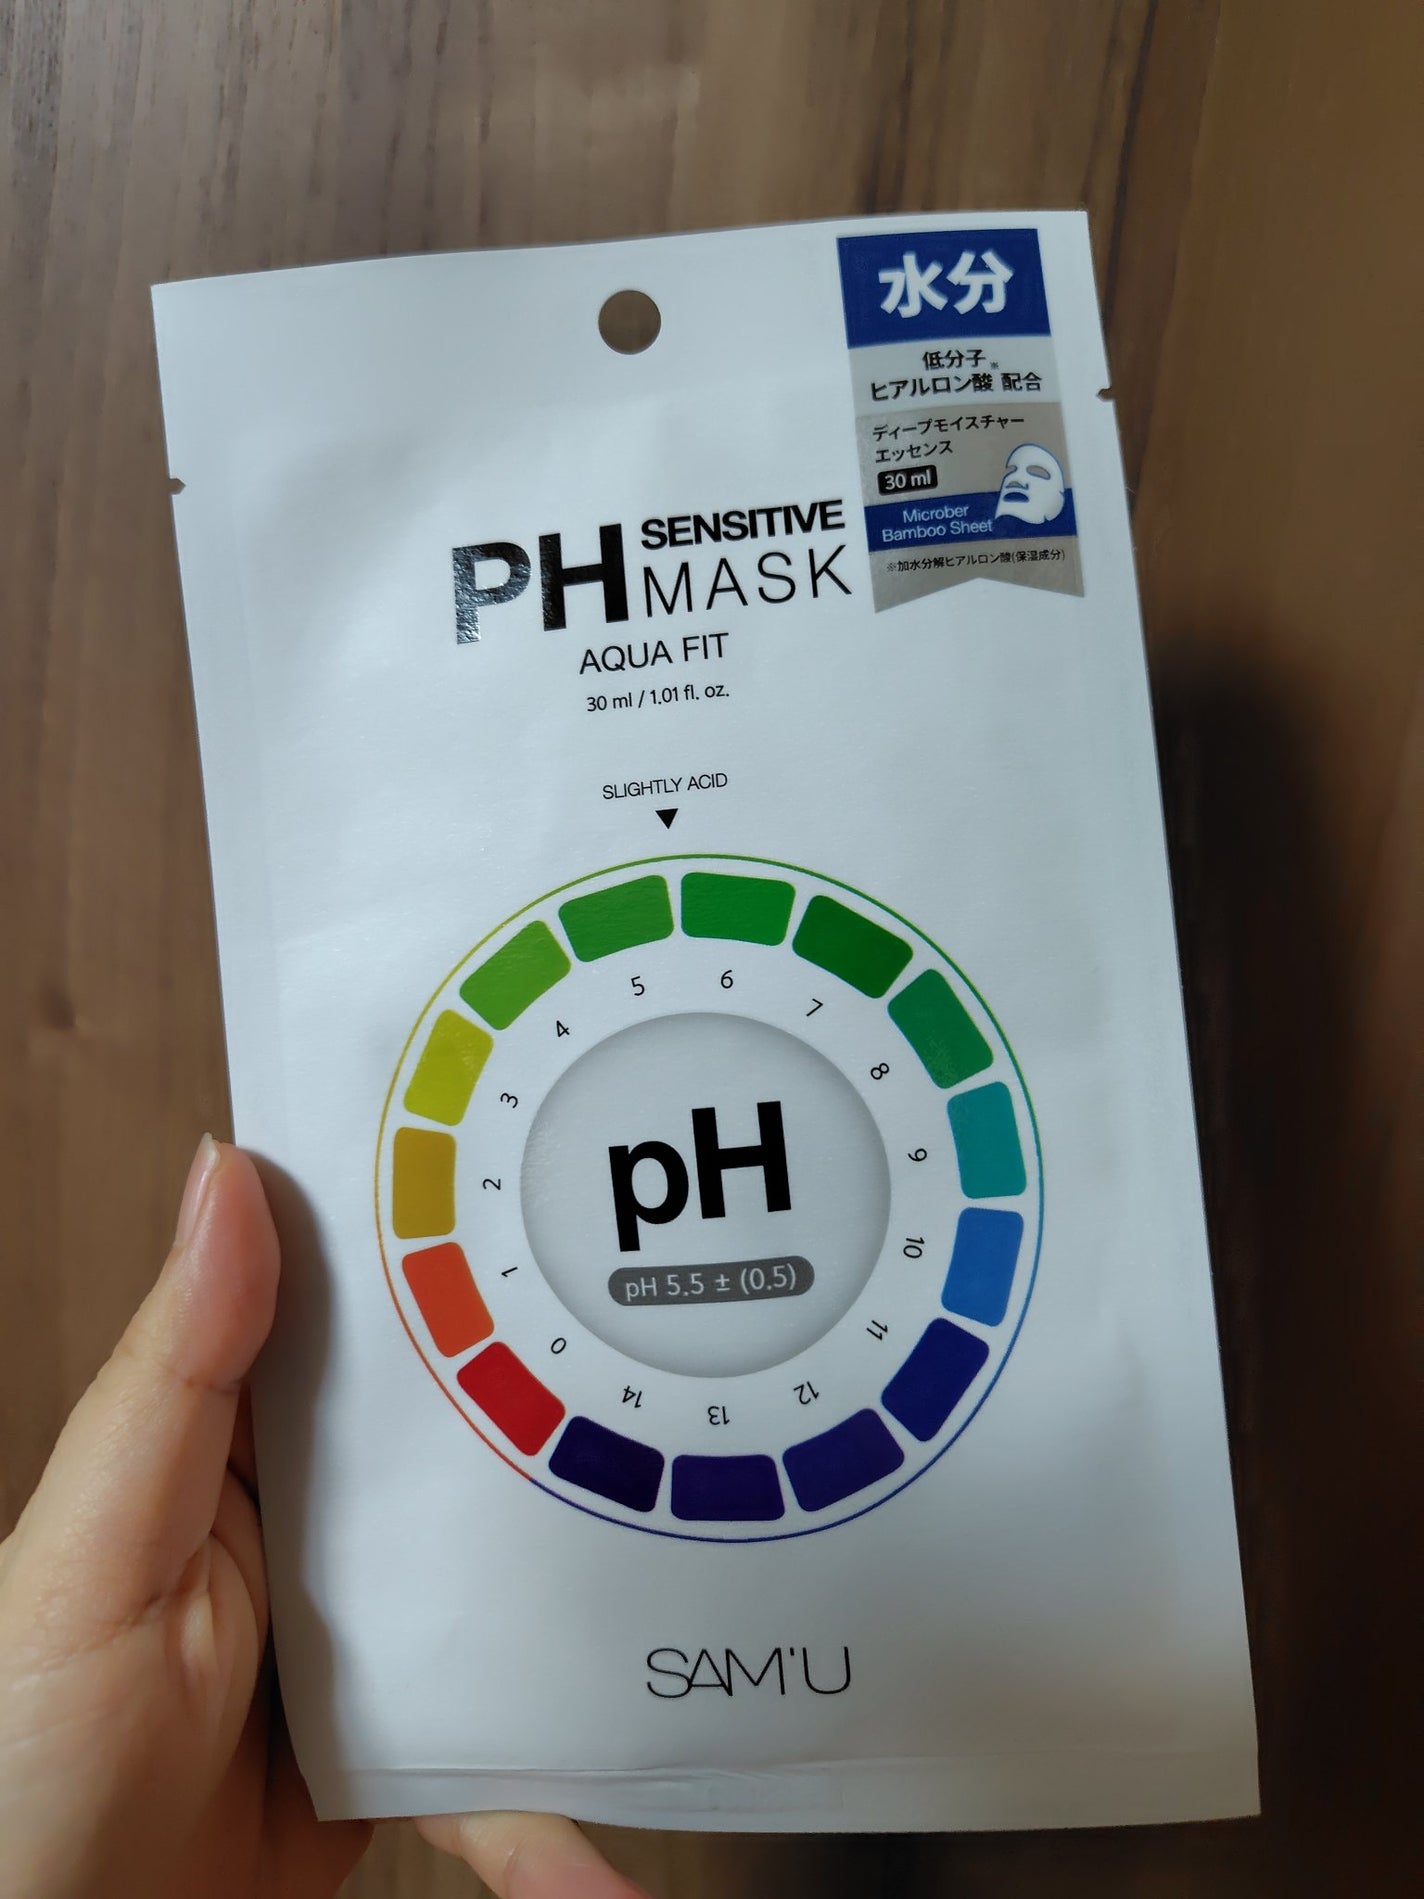 水分
低分子※
ヒアルロン酸 配合
ディープモイスチャー
エッセンス
30 ml
Microber
Bamboo Sheet
※加水分解ヒアルロン酸(保湿成分)
PH SENSITIVE
MASK
AQUA FIT
30 ml / 1.01 fl. oz.
SLIGHTLY ACID
0
1
2
3
4
5
6
7
8
9
10
11
12
13
14
pH
pH 5.5 ± (0.5)
SAM'U